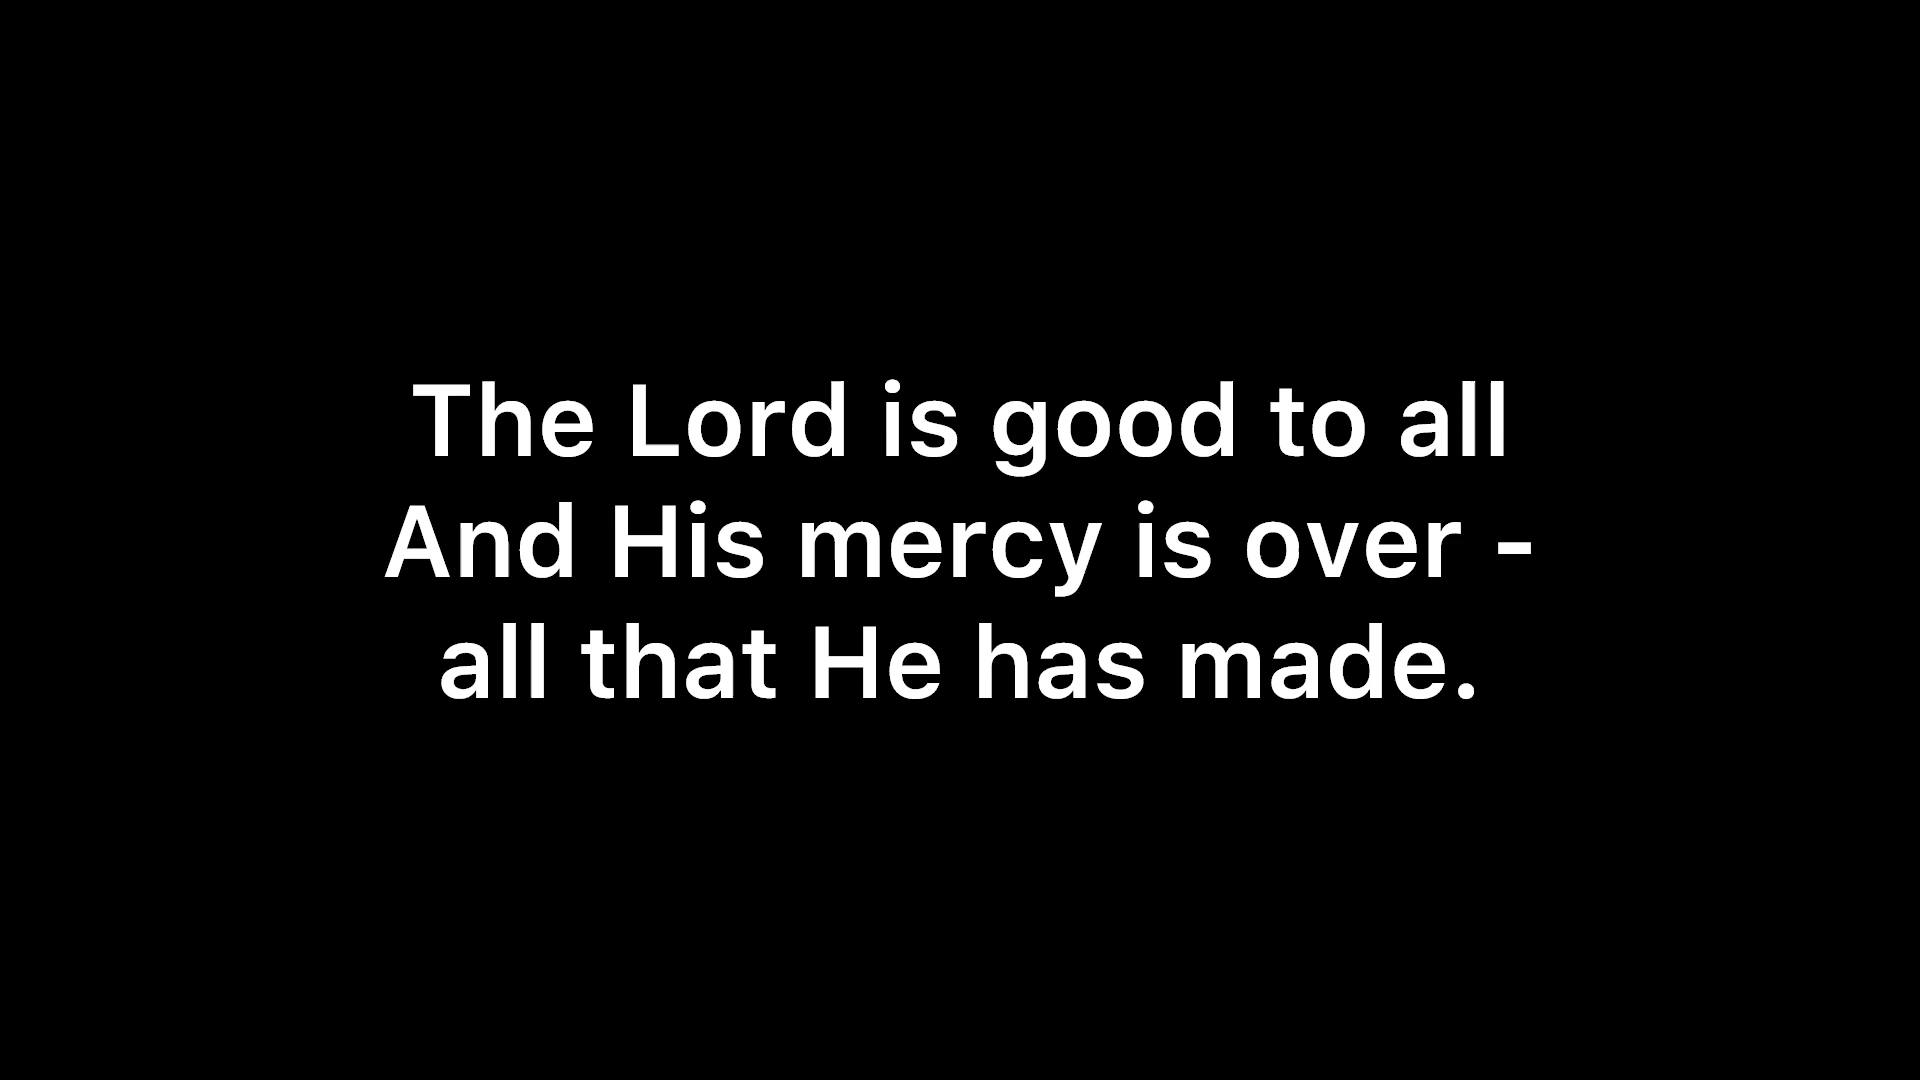 The Lord is good to all
And His mercy is over -
all that He has made.